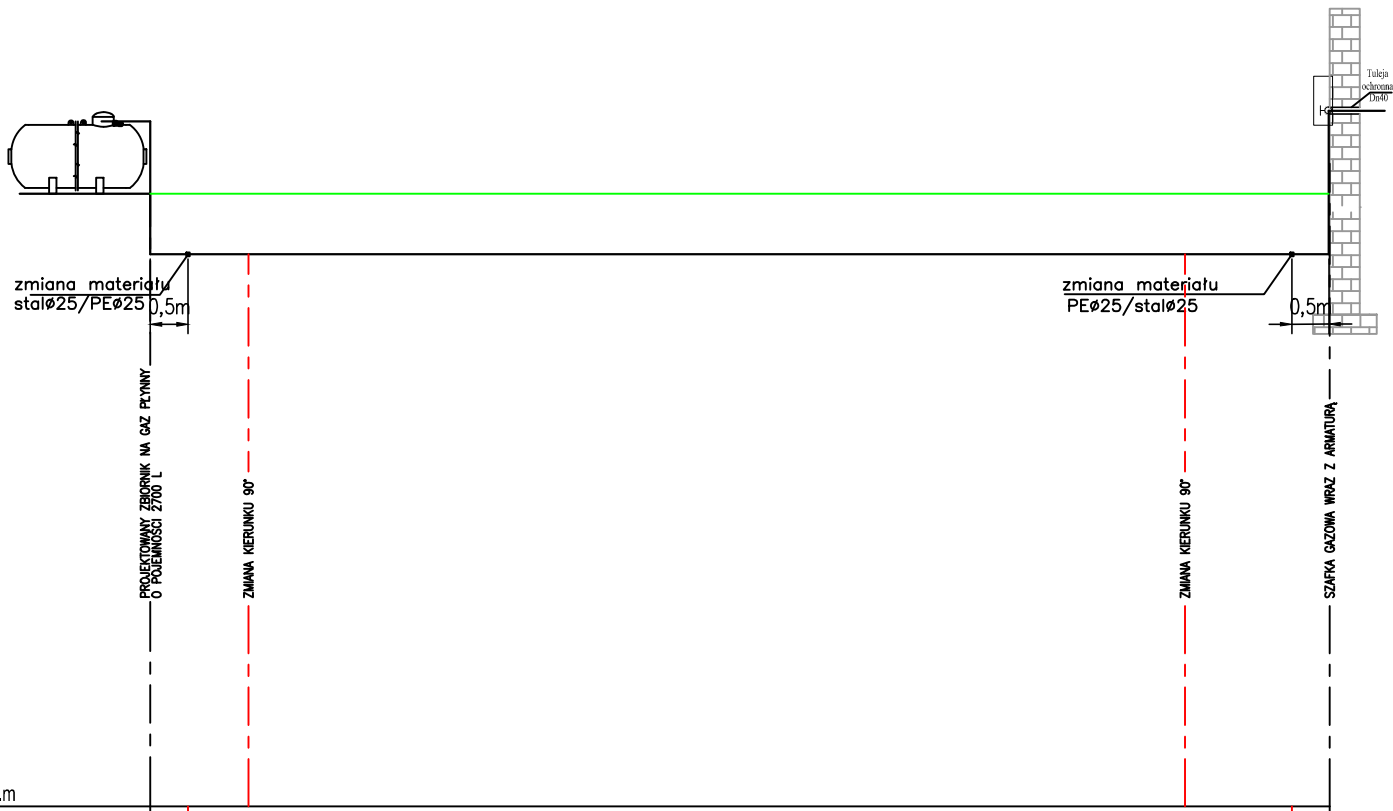 Tuleja
ochronna
Dn40
zmiana materiału
stalø25/PEø25
0,5m
zmiana materiału
PEø25/stalø25
0,5m
PROJEKTOWANY ZBIORNIK NA GAZ PŁYNNY
O POJEMNOŚCI 2700 L
ZMIANA KIERUNKU 90°
ZMIANA KIERUNKU 90°
SZAFKA GAZOWA WRAZ Z ARMATURĄ
.m